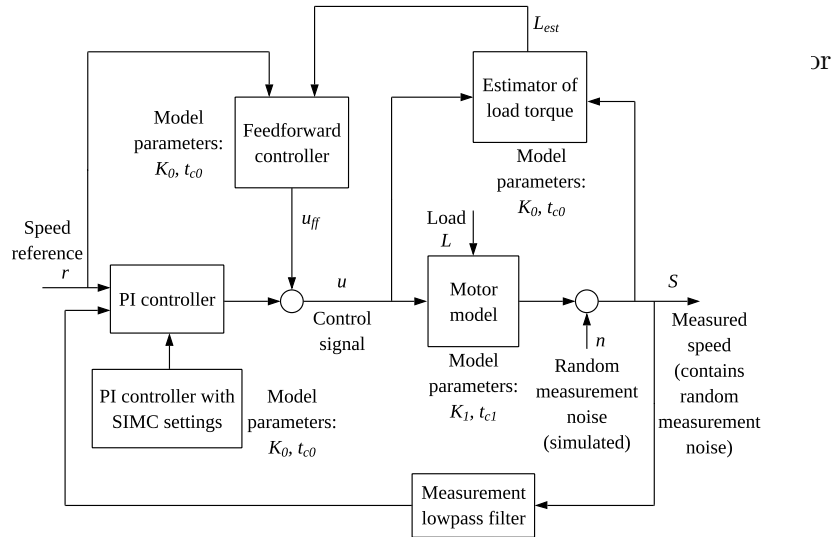 L_est
or
Estimator of
load torque
Model
parameters:
K_0, t_c0
Feedforward
controller
Model
parameters:
K_0, t_c0
u_ff
Speed
reference
r
PI controller
u
Control
signal
Load
L
Motor
model
Model
parameters:
K_1, t_c1
n
Random
measurement
noise
(simulated)
S
Measured
speed
(contains
random
measurement
noise)
PI controller with
SIMC settings
Model
parameters:
K_0, t_c0
Measurement
lowpass filter